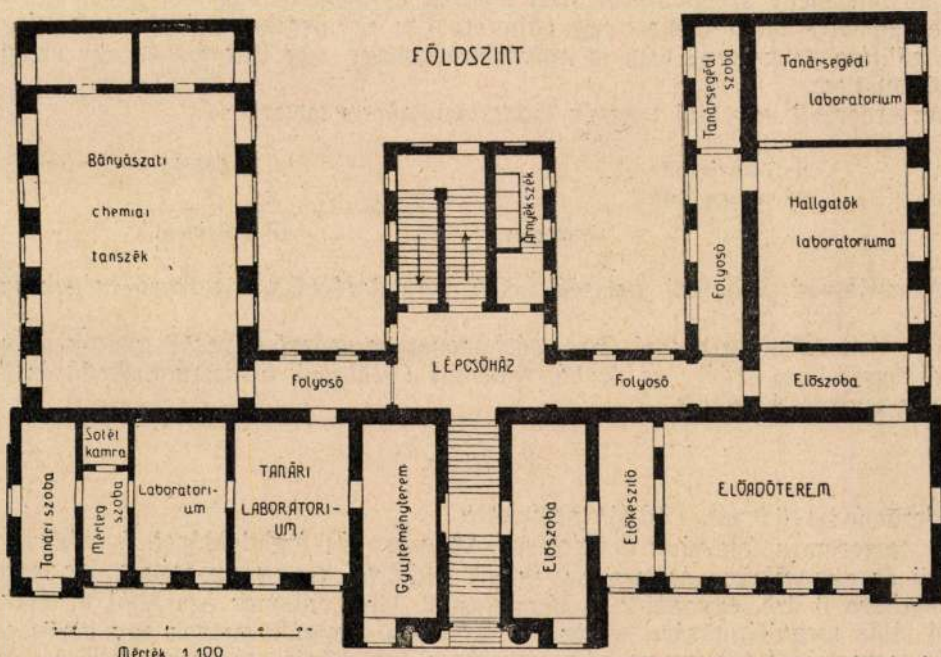 FÖLDSZINT
Tanársegédi
szoba
Tanársegédi
laboratorium
Bányászati
chemiai
tanszék
Árnyékszék
Hallgatók
laboratoriuma
Folyosó
LÉPCSŐHÁZ
Folyosó
Folyosó
Előszoba
Tanári szoba
Sötét
kamra
Mérleg
szoba
Laboratori-
um
TANÁRI
LABORATORI-
UM.
Gyujteményterem
Előszoba
Előkészitő
ELŐADÓTEREM
Mérték 1.100